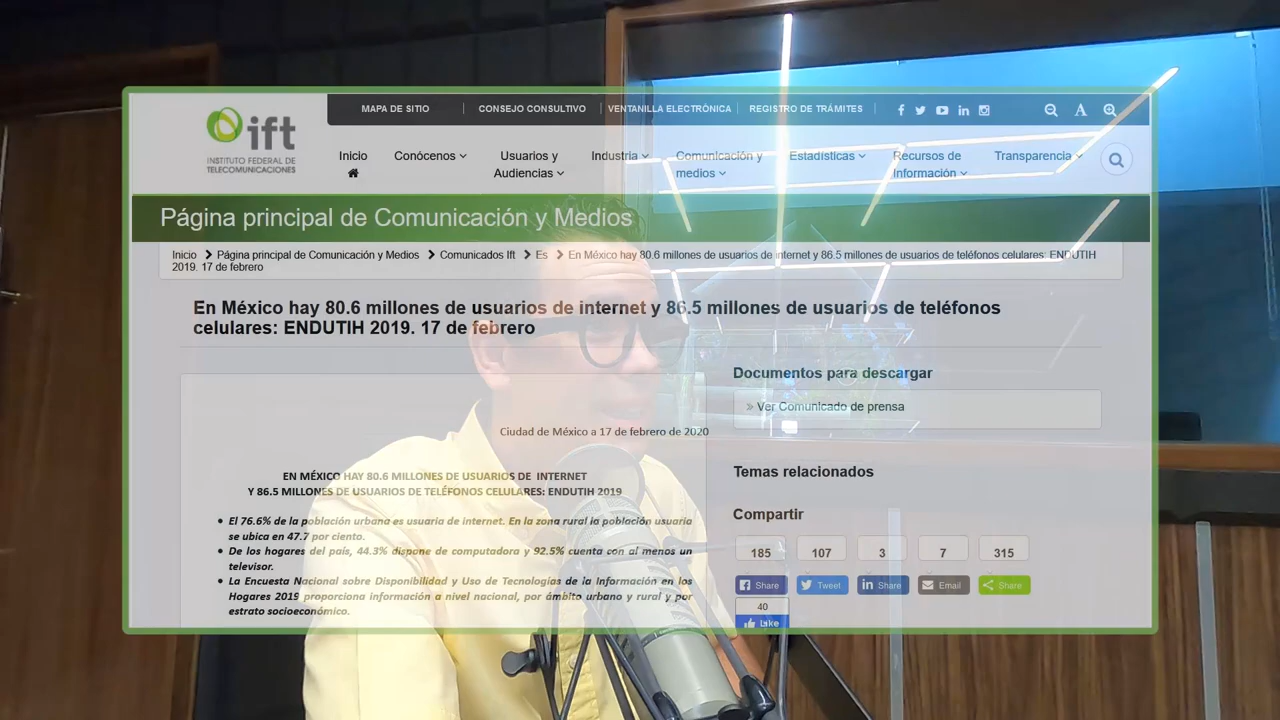 MAPA DE SITIO
CONSEJO CONSULTIVO
VENTANILLA ELECTRÓNICA
REGISTRO DE TRÁMITES
A
ift
INSTITUTO FEDERAL DE
TELECOMUNICACIONES
Inicio
Conócenos
Usuarios y
Audiencias
Industria
Comunicación y
medios
Estadísticas
Recursos de
Información
Transparencia
Página principal de Comunicación y Medios
Inicio > Página principal de Comunicación y Medios > Comunicados Ift > Es > En México hay 80.6 millones de usuarios de internet y 86.5 millones de usuarios de teléfonos celulares: ENDUTIH
2019. 17 de febrero
En México hay 80.6 millones de usuarios de internet y 86.5 millones de usuarios de teléfonos
celulares: ENDUTIH 2019. 17 de febrero
Ciudad de México a 17 de febrero de 2020
EN MÉXICO HAY 80.6 MILLONES DE USUARIOS DE INTERNET
Y 86.5 MILLONES DE USUARIOS DE TELÉFONOS CELULARES: ENDUTIH 2019
• El 76.6% de la población urbana es usuaria de internet. En la zona rural la población usuaria
se ubica en 47.7 por ciento.
• De los hogares del país, 44.3% dispone de computadora y 92.5% cuenta con al menos un
televisor.
• La Encuesta Nacional sobre Disponibilidad y Uso de Tecnologías de la Información en los
Hogares 2019 proporciona información a nivel nacional, por ámbito urbano y rural y por
estrato socioeconómico.
Documentos para descargar
» Ver Comunicado de prensa
Temas relacionados
Compartir
185
107
3
7
315
Share
Tweet
Share
Email
Share
40
Like